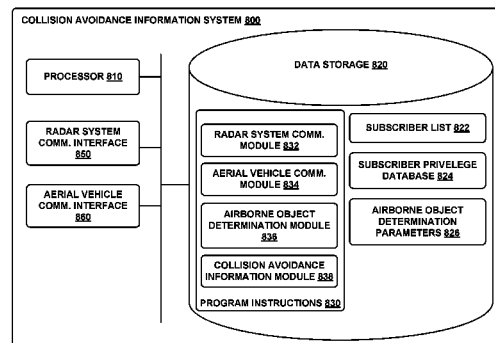 COLLISION AVOIDANCE INFORMATION SYSTEM 800
PROCESSOR 810
RADAR SYSTEM
COMM. INTERFACE
850
AERIAL VEHICLE
COMM. INTERFACE
860
DATA STORAGE 820
RADAR SYSTEM COMM.
MODULE 832
AERIAL VEHICLE COMM.
MODULE 834
AIRBORNE OBJECT
DETERMINATION MODULE
836
COLLISION AVOIDANCE
INFORMATION MODULE 838
PROGRAM INSTRUCTIONS 830
SUBSCRIBER LIST 822
SUBSCRIBER PRIVELEGE
DATABASE 824
AIRBORNE OBJECT
DETERMINATION
PARAMETERS 826